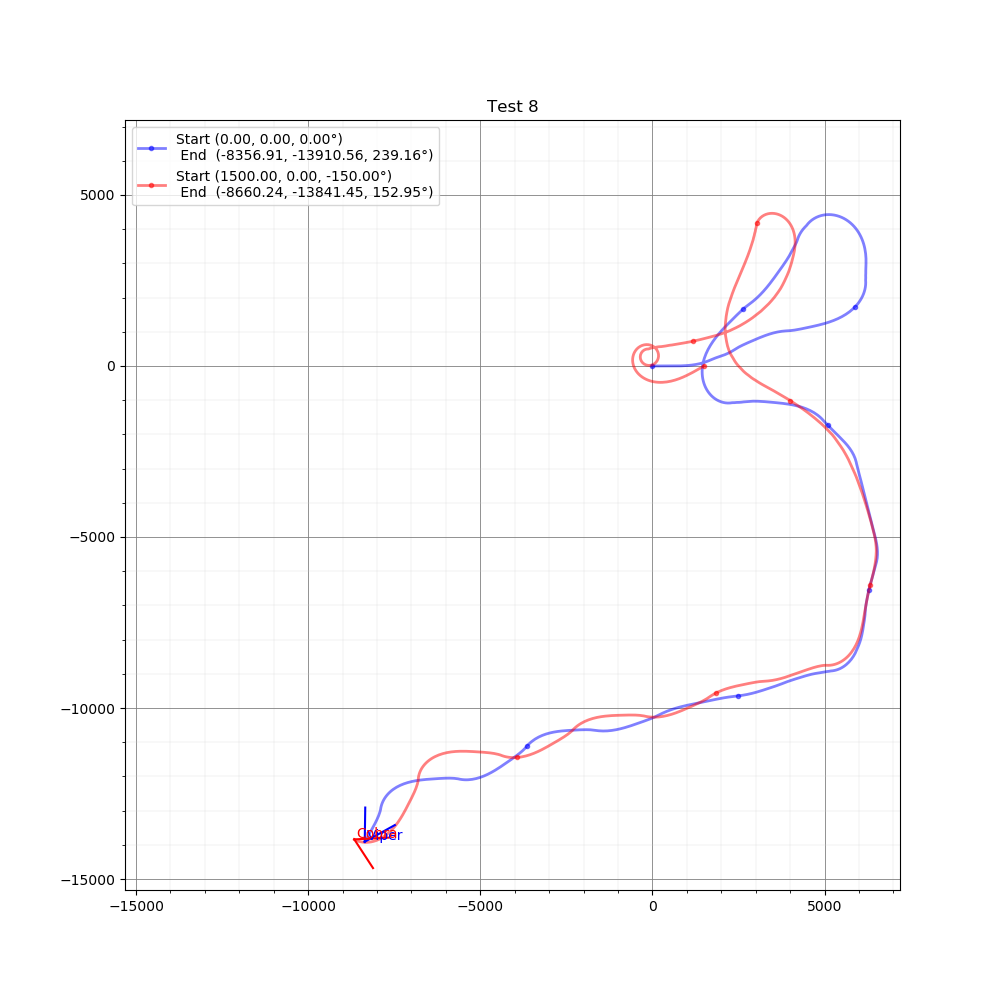 Test 8
Start (0.00, 0.00, 0.00°)
End (-8356.91, -13910.56, 239.16°)
Start (1500.00, 0.00, -150.00°)
End (-8660.24, -13841.45, 152.95°)
5000
0
−5000
−10000
−15000
−15000
−10000
−5000
0
5000